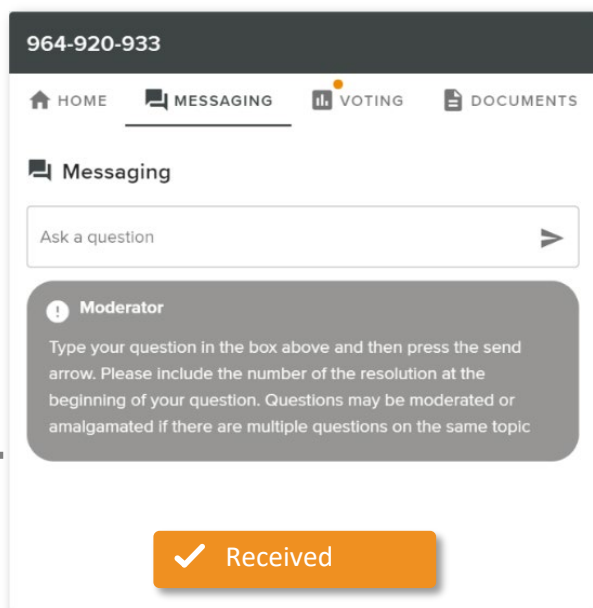 964-920-933
HOME MESSAGING VOTING DOCUMENTS
Messaging
Ask a question
Moderator
Type your question in the box above and then press the send
arrow. Please include the number of the resolution at the
beginning of your question. Questions may be moderated or
amalgamated if there are multiple questions on the same topic
Received